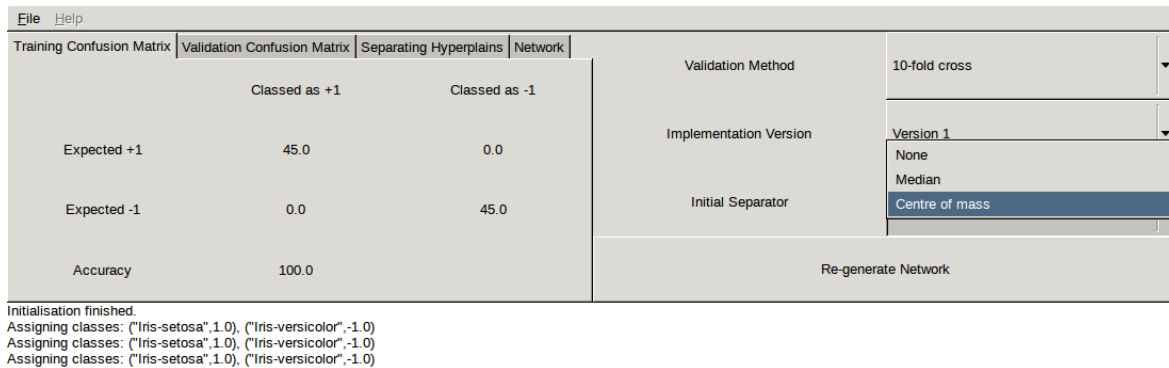 File Help
Training Confusion Matrix Validation Confusion Matrix Separating Hyperplains Network
Classed as +1 Classed as -1
Expected +1 45.0 0.0
Expected -1 0.0 45.0
Accuracy 100.0
Validation Method 10-fold cross
Implementation Version Version 1
None
Median
Initial Separator Centre of mass
Re-generate Network
Initialisation finished.
Assigning classes: ("Iris-setosa",1.0), ("Iris-versicolor",-1.0)
Assigning classes: ("Iris-setosa",1.0), ("Iris-versicolor",-1.0)
Assigning classes: ("Iris-setosa",1.0), ("Iris-versicolor",-1.0)